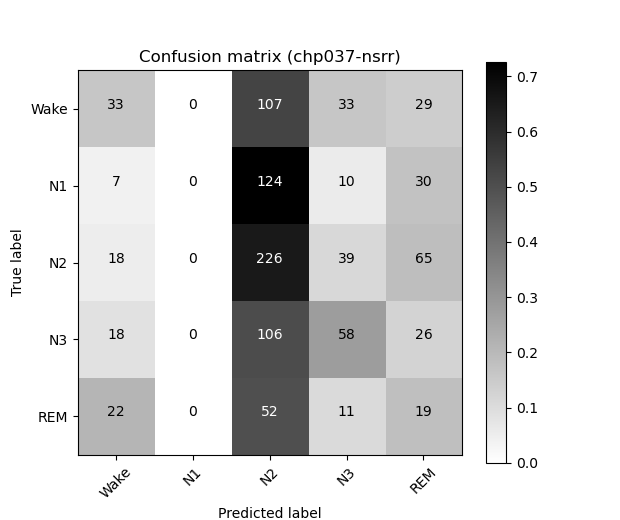 Confusion matrix (chp037-nsrr)
True label
Wake 33 0 107 33 29
N1 7 0 124 10 30
N2 18 0 226 39 65
N3 18 0 106 58 26
REM 22 0 52 11 19
Wake N1 N2 N3 REM
Predicted label
0.7
0.6
0.5
0.4
0.3
0.2
0.1
0.0